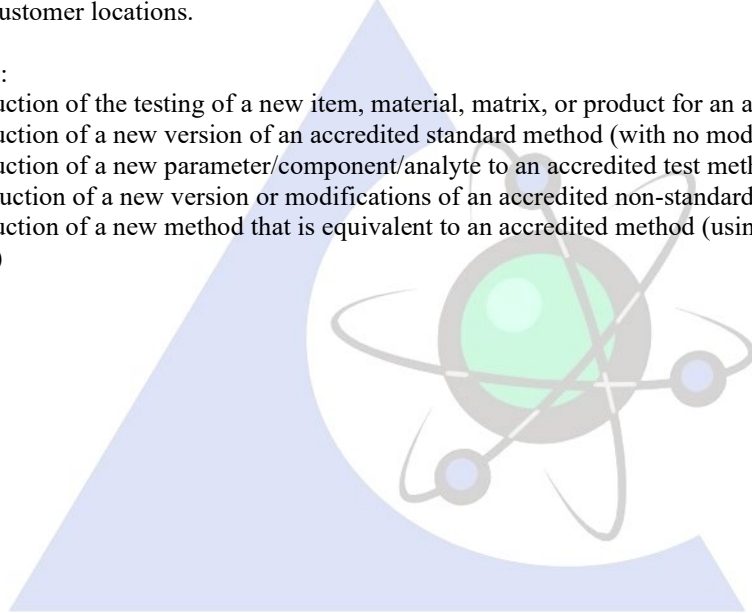 ustomer locations.
:
uction of the testing of a new item, material, matrix, or product for an a
uction of a new version of an accredited standard method (with no mod
uction of a new parameter/component/analyte to an accredited test meth
uction of a new version or modifications of an accredited non-standard
uction of a new method that is equivalent to an accredited method (usin
)